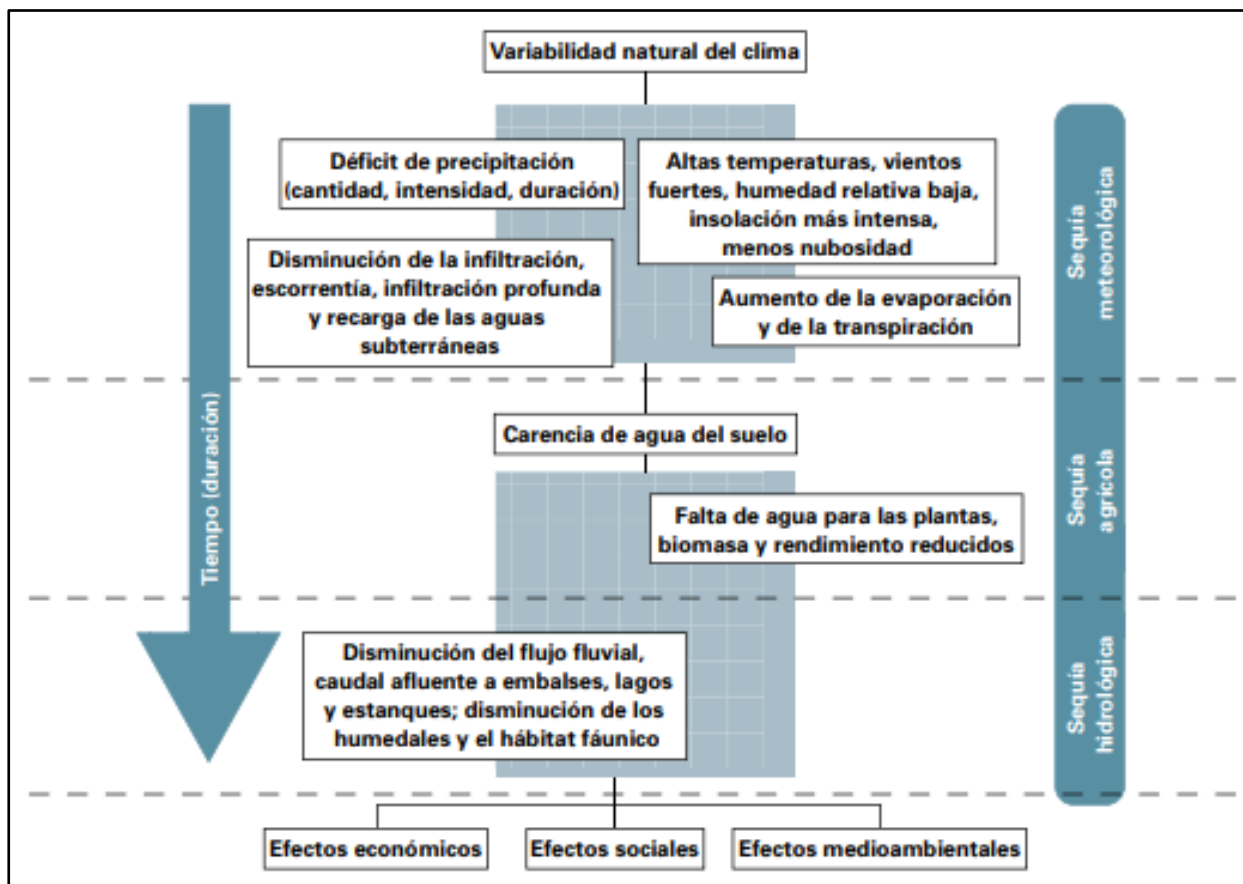 Variabilidad natural del clima
Déficit de precipitación
(cantidad, intensidad, duración)
Altas temperaturas, vientos
fuertes, humedad relativa baja,
insolación más intensa,
menos nubosidad
Disminución de la infiltración,
escorrentía, infiltración profunda
y recarga de las aguas
subterráneas
Aumento de la evaporación
y de la transpiración
Sequía
meteorológica
Tiempo (duración)
Carencia de agua del suelo
Falta de agua para las plantas,
biomasa y rendimiento reducidos
Sequía
agrícola
Disminución del flujo fluvial,
caudal afluente a embalses, lagos
y estanques; disminución de los
humedales y el hábitat fáunico
Sequía
hidrológica
Efectos económicos
Efectos sociales
Efectos medioambientales